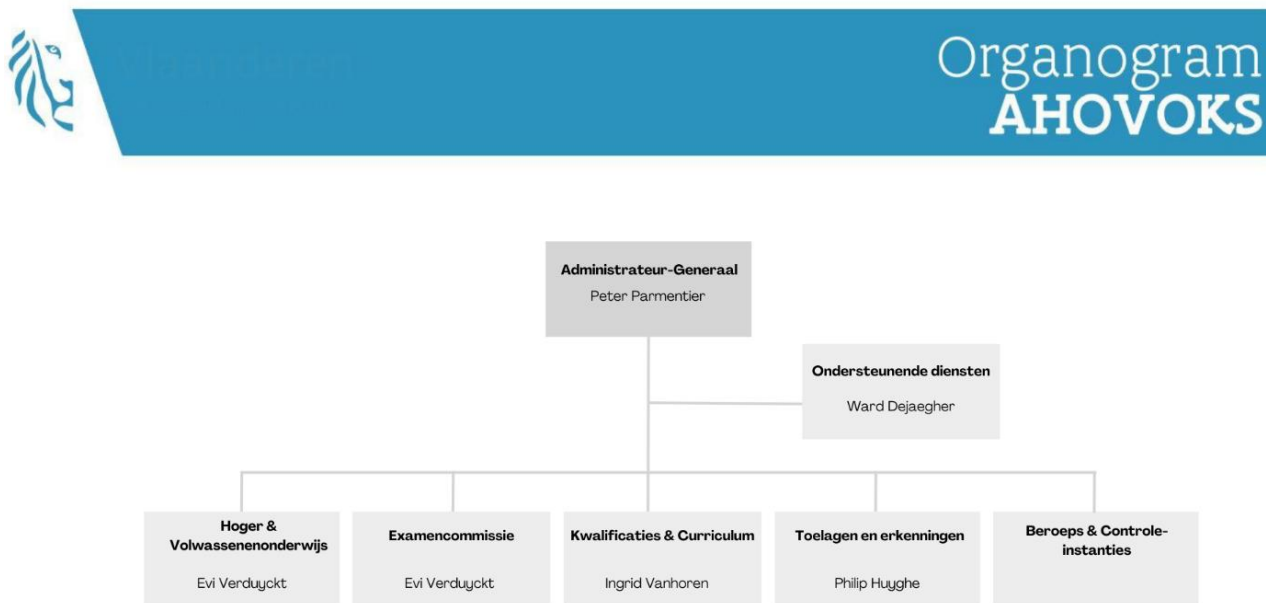 Organogram
AHOVOKS
Administrateur-Generaal
Peter Parmentier
Ondersteunende diensten
Ward Dejaegher
Hoger &
Volwassenenonderwijs
Evi Verduyckt
Examencommissie
Evi Verduyckt
Kwalificaties & Curriculum
Ingrid Vanhoren
Toelagen en erkenningen
Philip Huyghe
Beroeps & Controle-
instanties